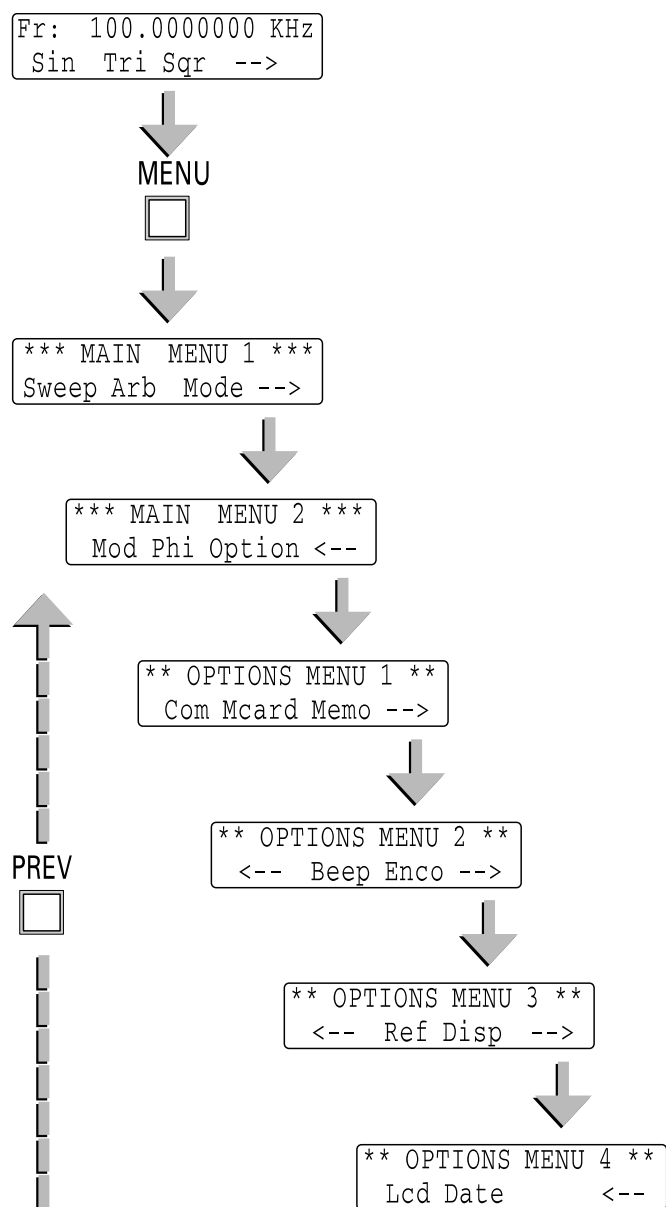 Fr: 100.0000000 KHz
Sin Tri Sqr -->
MENU
*** MAIN MENU 1 ***
Sweep Arb Mode -->
*** MAIN MENU 2 ***
Mod Phi Option <--
** OPTIONS MENU 1 **
Com Mcard Memo -->
** OPTIONS MENU 2 **
<-- Beep Enco -->
PREV
** OPTIONS MENU 3 **
<-- Ref Disp -->
** OPTIONS MENU 4 **
Lcd Date <--